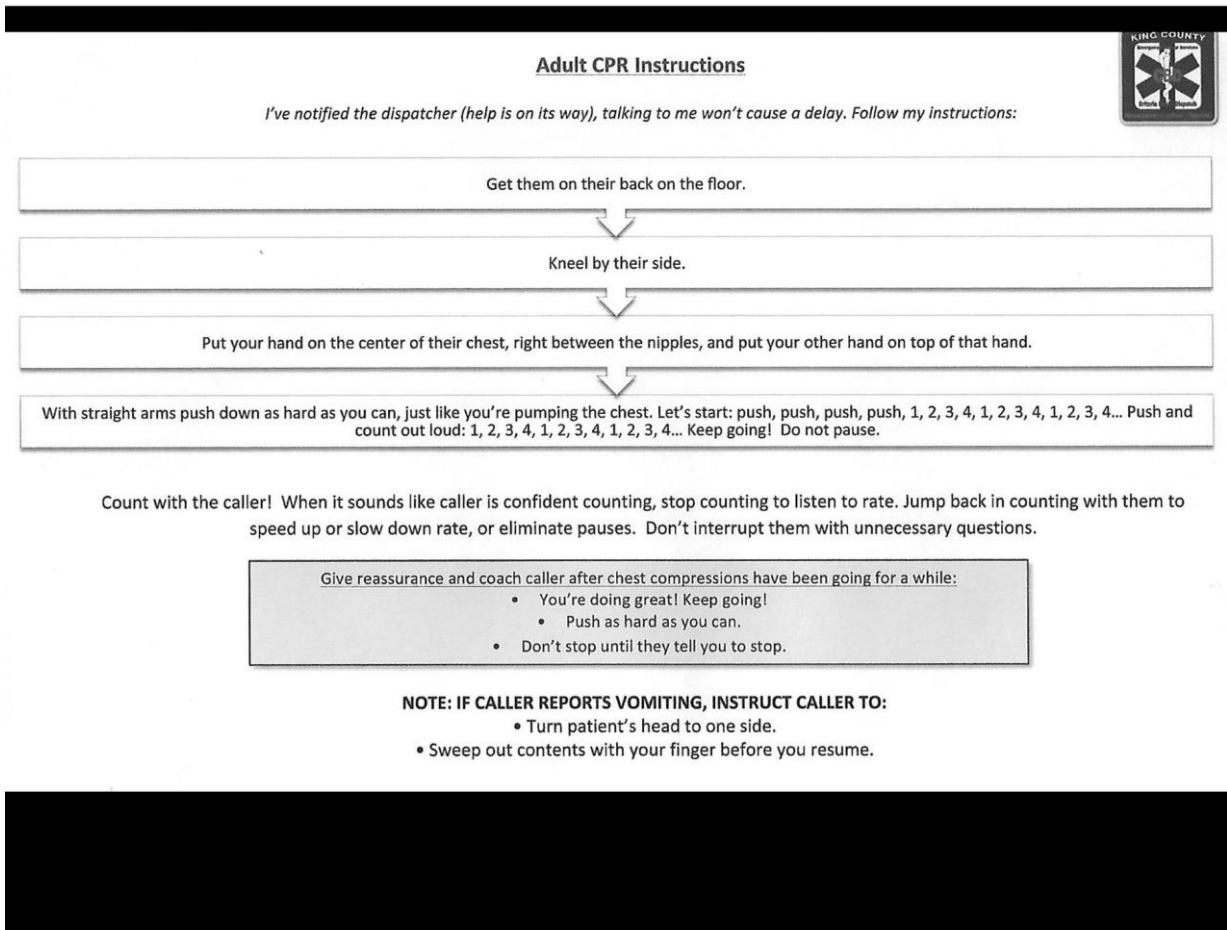 KING COUNTY
Adult CPR Instructions
I've notified the dispatcher (help is on its way), talking to me won't cause a delay. Follow my instructions:
Get them on their back on the floor.
Kneel by their side.
Put your hand on the center of their chest, right between the nipples, and put your other hand on top of that hand.
With straight arms push down as hard as you can, just like you're pumping the chest. Let's start: push, push, push, push, 1, 2, 3, 4, 1, 2, 3, 4, 1, 2, 3, 4... Push and
count out loud: 1, 2, 3, 4, 1, 2, 3, 4, 1, 2, 3, 4... Keep going! Do not pause.
Count with the caller! When it sounds like caller is confident counting, stop counting to listen to rate. Jump back in counting with them to
speed up or slow down rate, or eliminate pauses. Don't interrupt them with unnecessary questions.
Give reassurance and coach caller after chest compressions have been going for a while:
• You're doing great! Keep going!
• Push as hard as you can.
• Don't stop until they tell you to stop.
NOTE: IF CALLER REPORTS VOMITING, INSTRUCT CALLER TO:
• Turn patient's head to one side.
• Sweep out contents with your finger before you resume.